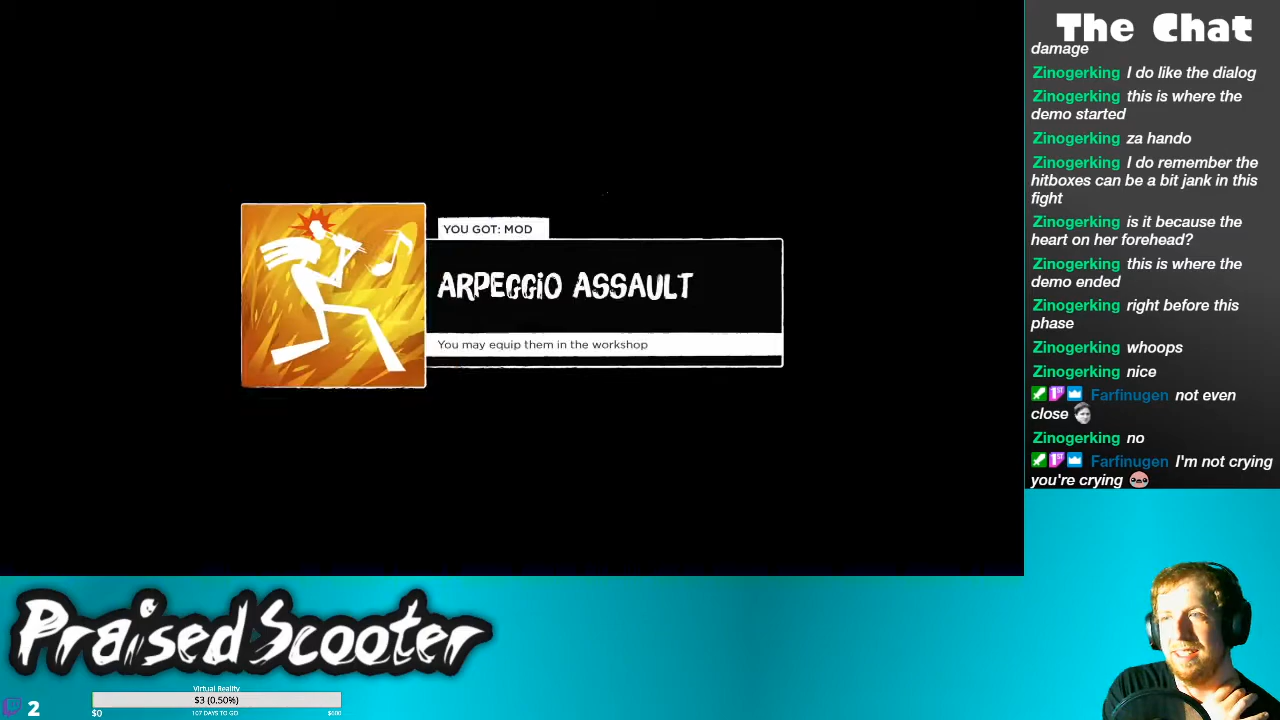 YOU GOT: MOD
ARPEGGIO ASSAULT
You may equip them in the workshop
The Chat
damage
Zinogerking I do like the dialog
Zinogerking this is where the
demo started
Zinogerking za hando
Zinogerking I do remember the
hitboxes can be a bit jank in this
fight
Zinogerking is it because the
heart on her forehead?
Zinogerking this is where the
demo ended
Zinogerking right before this
phase
Zinogerking whoops
Zinogerking nice
Farfinugen not even
close
Zinogerking no
Farfinugen I'm not crying
you're crying
PraisedScooter
2
Virtual Reality
$3 (0.50%)
$0
107 DAYS TO GO